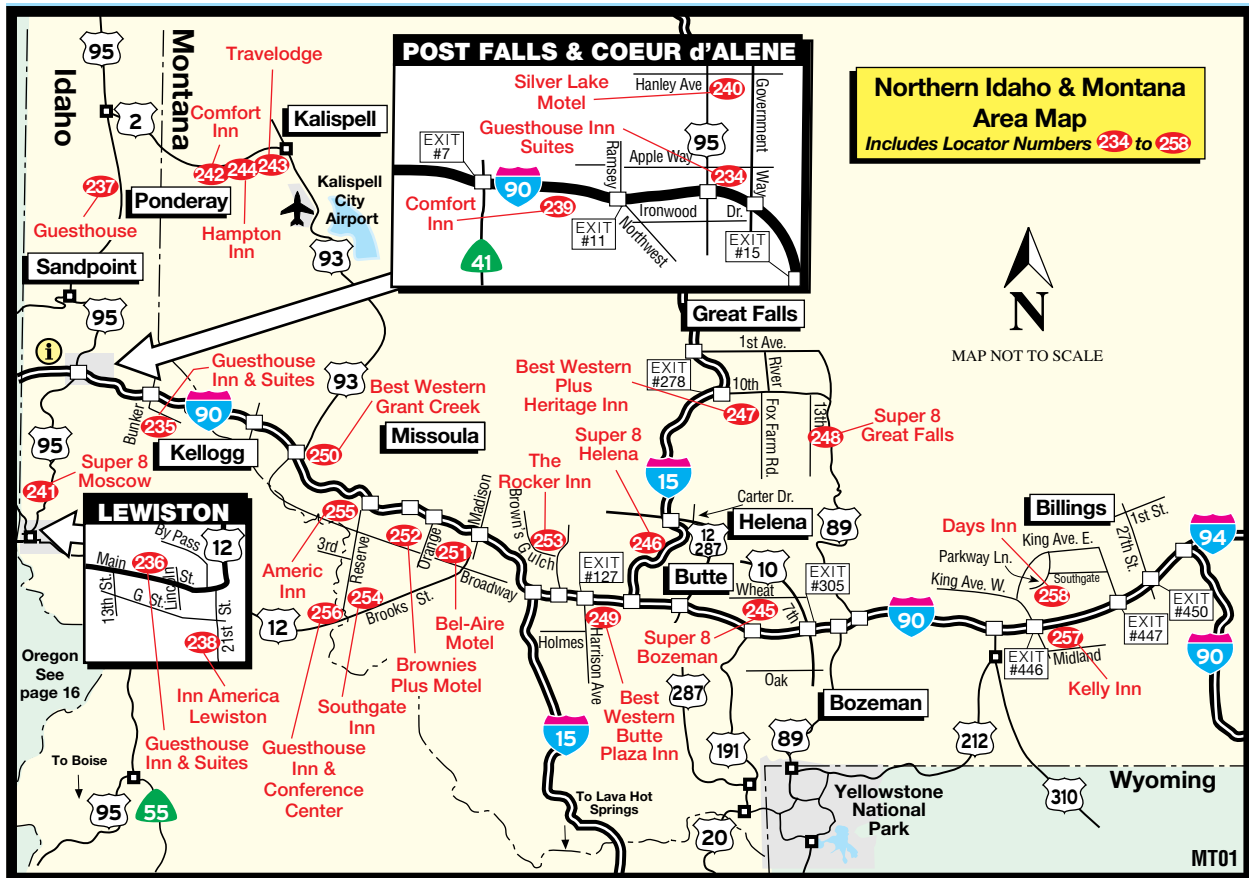 Northern Idaho & Montana
Area Map
Includes Locator Numbers 234 to 258
N
MAP NOT TO SCALE
POST FALLS & COEUR d'ALENE
Silver Lake
Motel
240
Hanley Ave
Government
Way
95
Guesthouse Inn
Suites
234
Apple Way
Ramsey
EXIT
#7
90
Comfort
Inn
239
Ironwood Dr.
EXIT
#11
Northwest
EXIT
#15
41
Idaho
Montana
95
2
Travelodge
Comfort
Inn
Kalispell
242
244
243
237
Guesthouse
Ponderay
Hampton
Inn
Kalispell
City
Airport
93
Sandpoint
95
i
Guesthouse
Inn & Suites
93
Best Western
Grant Creek
Bunker
235
90
Kellogg
250
Missoula
95
Super 8
Moscow
241
LEWISTON
By Pass
12
Main St.
236
Lincoln
G St.
13th/St.
21st St.
238
12
Oregon
See
page 16
Inn America
Lewiston
Guesthouse
Inn & Suites
To Boise
95
55
255
3rd
Reserve
252
Orange
251
Madison
Broadway
Americ
Inn
256
254
Brooks St.
Bel-Aire
Motel
Brownies
Plus Motel
Southgate
Inn
Guesthouse
Inn &
Conference
Center
The
Rocker Inn
Brown's Gulch
253
EXIT
#127
Holmes
Harrison Ave
249
Best
Western
Butte
Plaza Inn
15
To Lava Hot
Springs
Great Falls
1st Ave.
EXIT
#278
10th
River
Fox Farm Rd.
13th
Best Western
Plus
Heritage Inn
247
248
Super 8
Great Falls
Super 8
Helena
15
Carter Dr.
Helena
246
12
287
89
Butte
10
EXIT
#305
Wheat
7th
245
Super 8
Bozeman
Oak
287
Bozeman
90
191
89
20
212
310
Yellowstone
National
Park
Wyoming
Billings
1st St.
27th St.
King Ave. E.
Days Inn
Parkway Ln.
Southgate
King Ave. W.
258
94
EXIT
#450
EXIT
#447
257
EXIT
#446
Midland
Kelly Inn
90
MT01